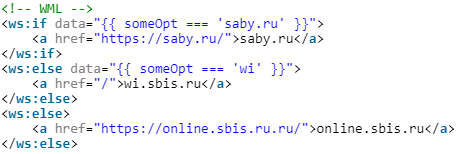 <!-- WML -->
<ws:if data="{{ someOpt === 'saby.ru' }}">
    <a href="https://saby.ru/">saby.ru</a>
</ws:if>
<ws:else data="{{ someOpt === 'wi' }}">
    <a href="/">wi.sbis.ru</a>
</ws:else>
<ws:else>
    <a href="https://online.sbis.ru.ru/">online.sbis.ru</a>
</ws:else>